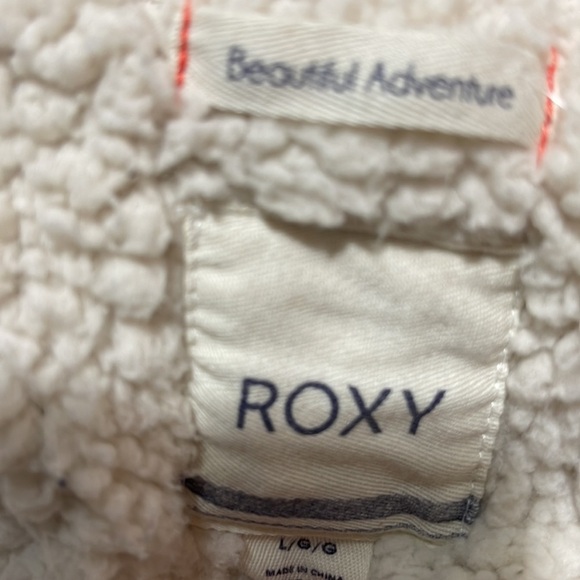 Beautiful Adventure
ROXY
L/G/G
MADE IN CHINA